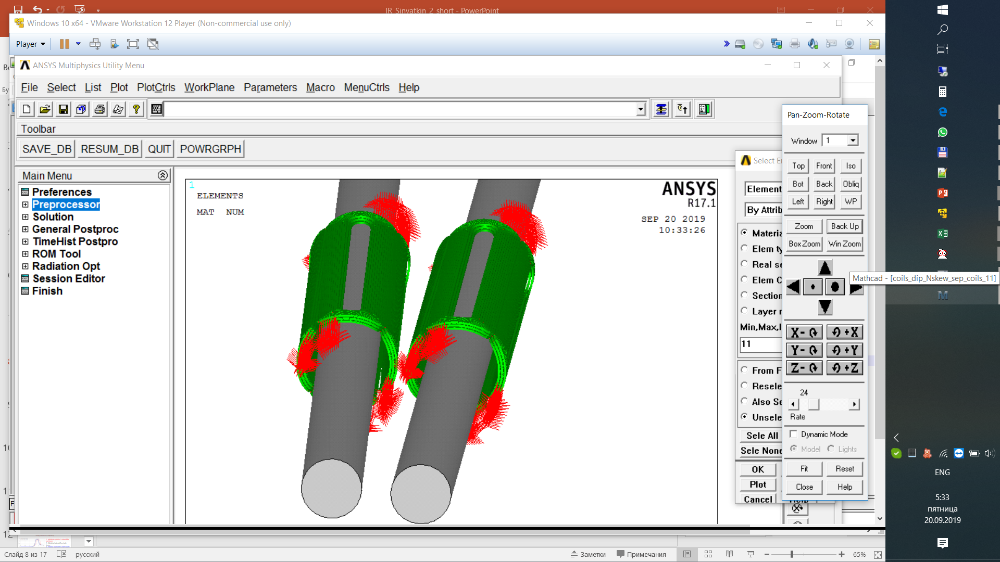 IR_Sinyatkin_2_short - PowerPoint
Windows 10 x64 - VMware Workstation 12 Player (Non-commercial use only)
Player
ANSYS Multiphysics Utility Menu
File Select List Plot PlotCtrls WorkPlane Parameters Macro MenuCtrls Help
Toolbar
SAVE_DB RESUM_DB QUIT POWRGRPH
Main Menu
Preferences
Preprocessor
Solution
General Postproc
TimeHist Postpro
ROM Tool
Radiation Opt
Session Editor
Finish
1
ELEMENTS
MAT NUM
ANSYS
R17.1
SEP 20 2019
10:33:26
Select E
Element
By Attrib
Materia
Elem ty
Real se
Elem C
Section
Layer n
Min,Max,I
11
From F
Resele
Also Se
Unsele
Sele All
Sele None
OK
Plot
Cancel
Help
Pan-Zoom-Rotate
Window 1
Top Front Iso
Bot Back Obliq
Left Right WP
Zoom Back Up
Box Zoom Win Zoom
X- +X
Y- +Y
Z- +Z
24
Rate
Dynamic Mode
Model Lights
Fit Reset
Close Help
Mathcad - [coils_dip_Nskew_sep_coils_11]
ENG
5:33
пятница
20.09.2019
Слайд 8 из 17 русский Заметки Примечания 65%